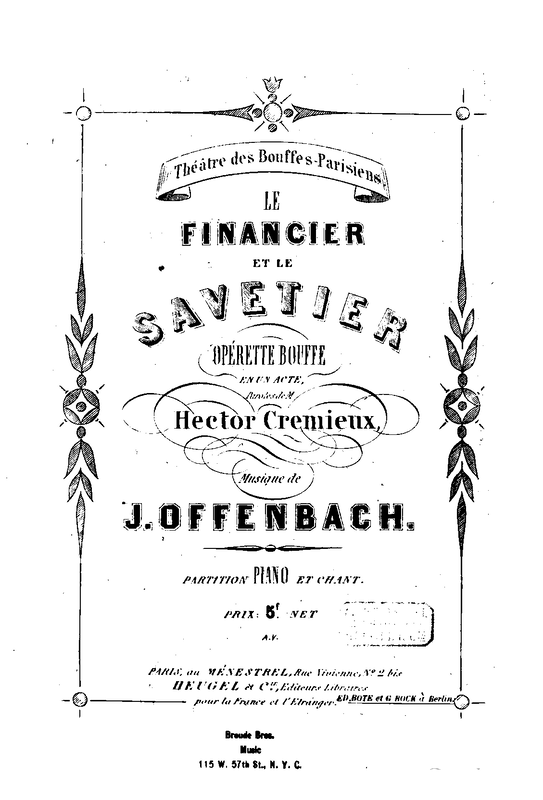 Théâtre des Bouffes-Parisiens
LE
FINANCIER
ET LE
SAVETIER
OPÉRETTE BOUFFE
EN UN ACTE,
Paroles de M.
Hector Cremieux,
Musique de
J. OFFENBACH.
PARTITION PIANO ET CHANT.
PRIX: 5f. NET
A.V.
PARIS, au MÉNESTREL, Rue Vivienne, No 2 bis
HEUGEL & Cie, Editeurs Libraires
pour la France et l'Etranger. ED. BOTE et G BOCK à Berlin.
Broude Bros.
Music
115 W. 57th St., N. Y. C.